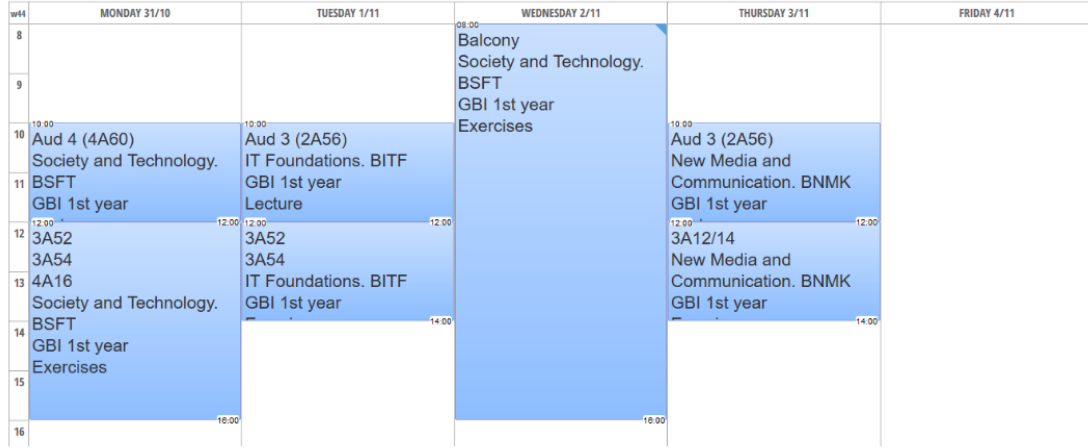 w44
MONDAY 31/10
TUESDAY 1/11
WEDNESDAY 2/11
THURSDAY 3/11
FRIDAY 4/11
8
9
10
11
12
13
14
15
16
10:00
Aud 4 (4A60)
Society and Technology.
BSFT
GBI 1st year
12:00
12:00
3A52
3A54
4A16
Society and Technology.
BSFT
GBI 1st year
Exercises
16:00
10:00
Aud 3 (2A56)
IT Foundations. BITF
GBI 1st year
Lecture
12:00
12:00
3A52
3A54
IT Foundations. BITF
GBI 1st year
14:00
08:00
Balcony
Society and Technology.
BSFT
GBI 1st year
Exercises
16:00
10:00
Aud 3 (2A56)
New Media and
Communication. BNMK
GBI 1st year
12:00
12:00
3A12/14
New Media and
Communication. BNMK
GBI 1st year
14:00